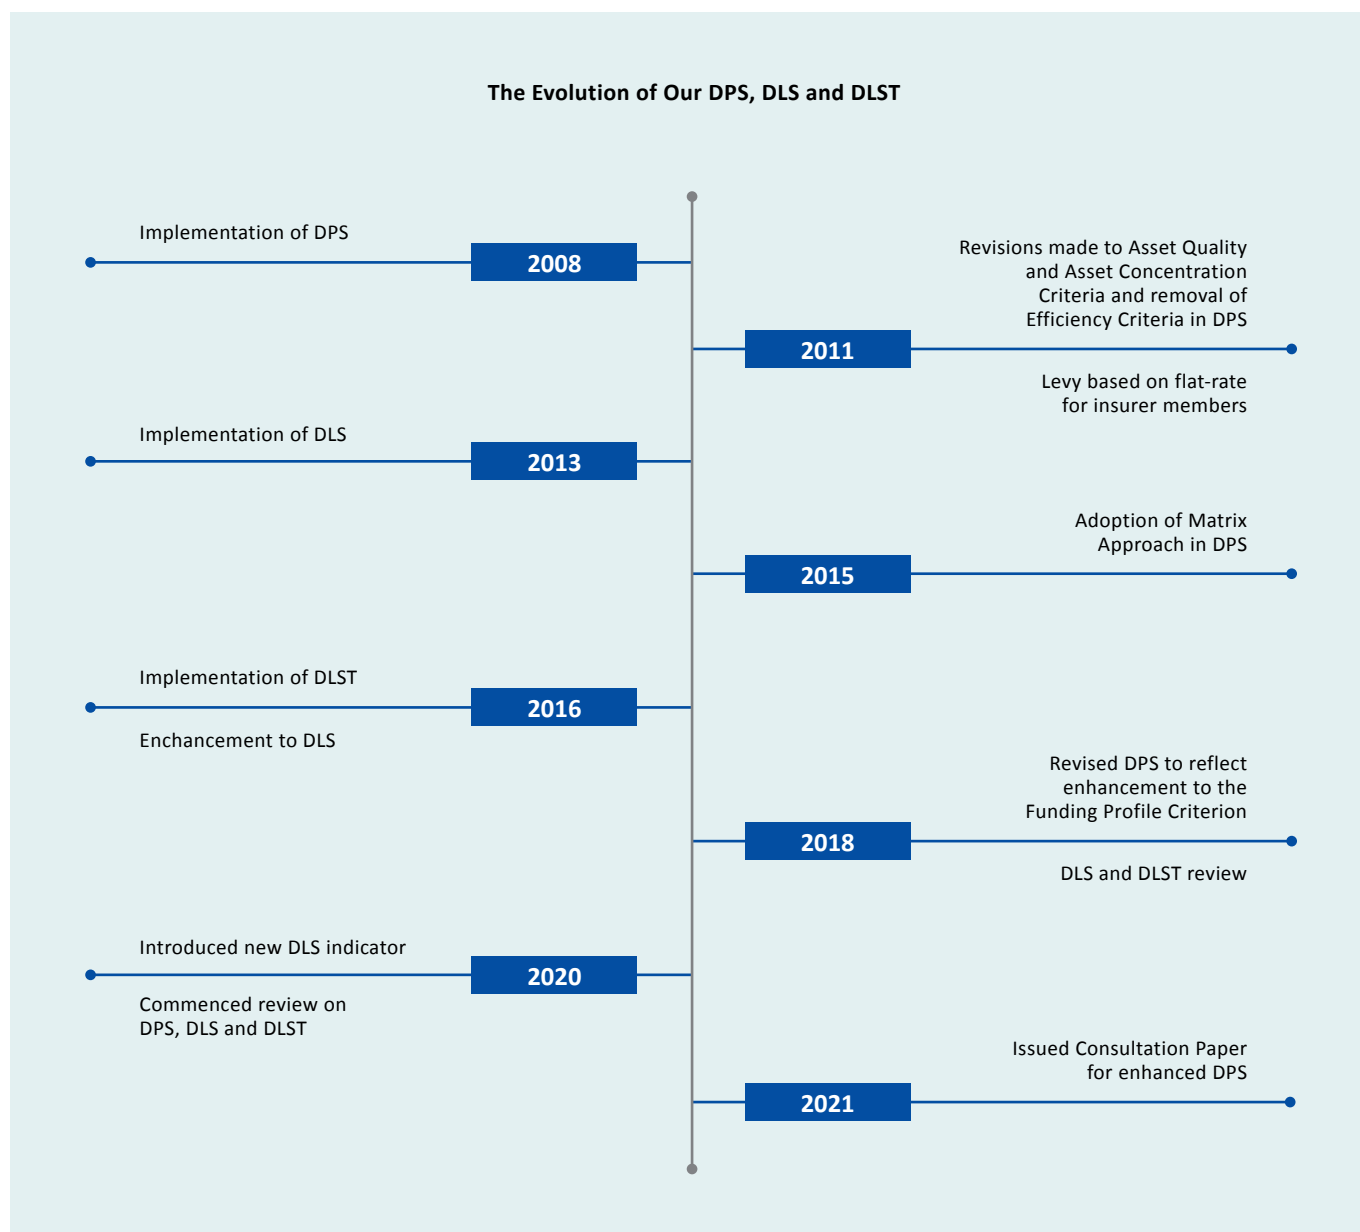 The Evolution of Our DPS, DLS and DLST
Implementation of DPS
2008
Revisions made to Asset Quality
and Asset Concentration
Criteria and removal of
Efficiency Criteria in DPS
2011
Levy based on flat-rate
for insurer members
Implementation of DLS
2013
Adoption of Matrix
Approach in DPS
2015
Implementation of DLST
2016
Enchancement to DLS
Revised DPS to reflect
enhancement to the
Funding Profile Criterion
2018
DLS and DLST review
Introduced new DLS indicator
2020
Commenced review on
DPS, DLS and DLST
Issued Consultation Paper
for enhanced DPS
2021